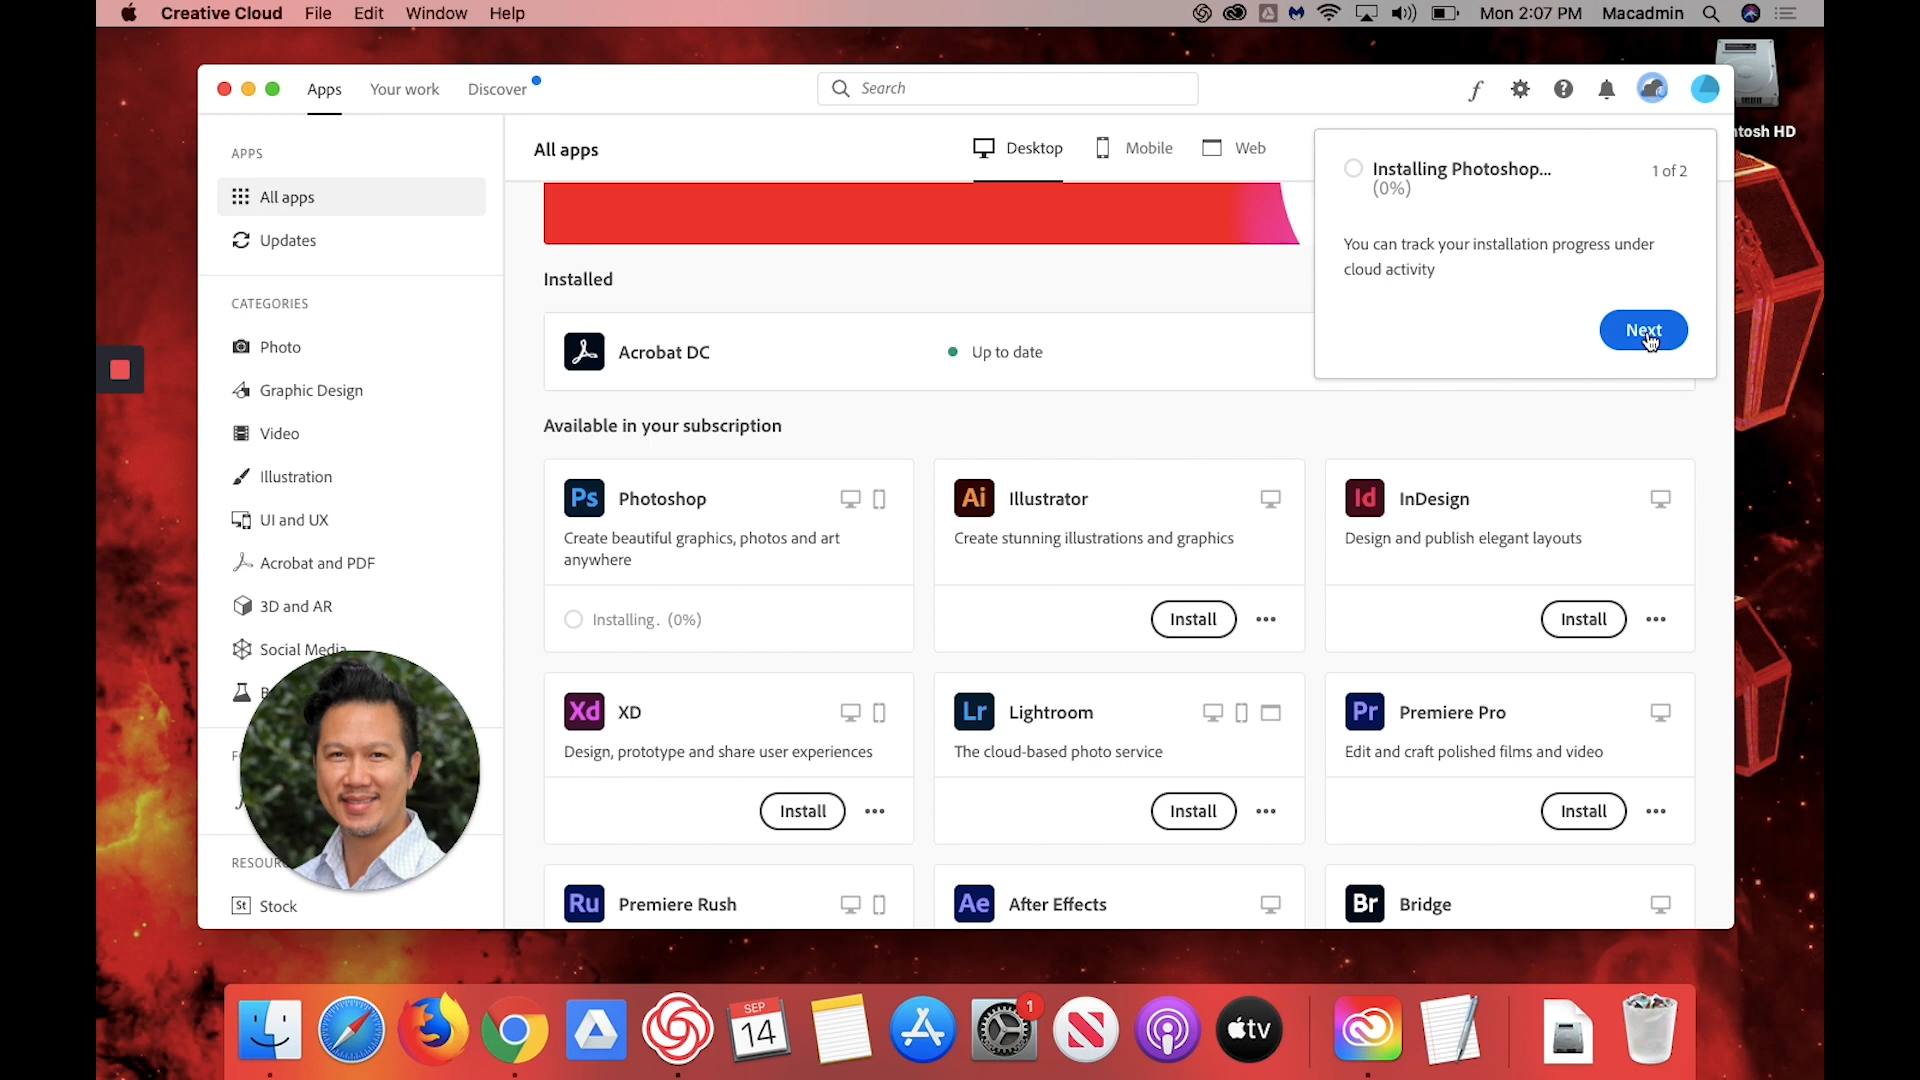 Creative Cloud File Edit Window Help
Mon 2:07 PM Macadmin
Apps Your work Discover
Search
tosh HD
APPS
All apps
Updates
CATEGORIES
Photo
Graphic Design
Video
Illustration
UI and UX
Acrobat and PDF
3D and AR
Social Media
St Stock
All apps
Desktop Mobile Web
Installing Photoshop... 1 of 2
(0%)
You can track your installation progress under
cloud activity
Next
Installed
Acrobat DC Up to date
Available in your subscription
Ps Photoshop
Create beautiful graphics, photos and art
anywhere
Installing. (0%)
Ai Illustrator
Create stunning illustrations and graphics
Install
Id InDesign
Design and publish elegant layouts
Install
Xd XD
Design, prototype and share user experiences
Install
Lr Lightroom
The cloud-based photo service
Install
Pr Premiere Pro
Edit and craft polished films and video
Install
Ru Premiere Rush
Ae After Effects
Br Bridge
SEP
14
1
tv